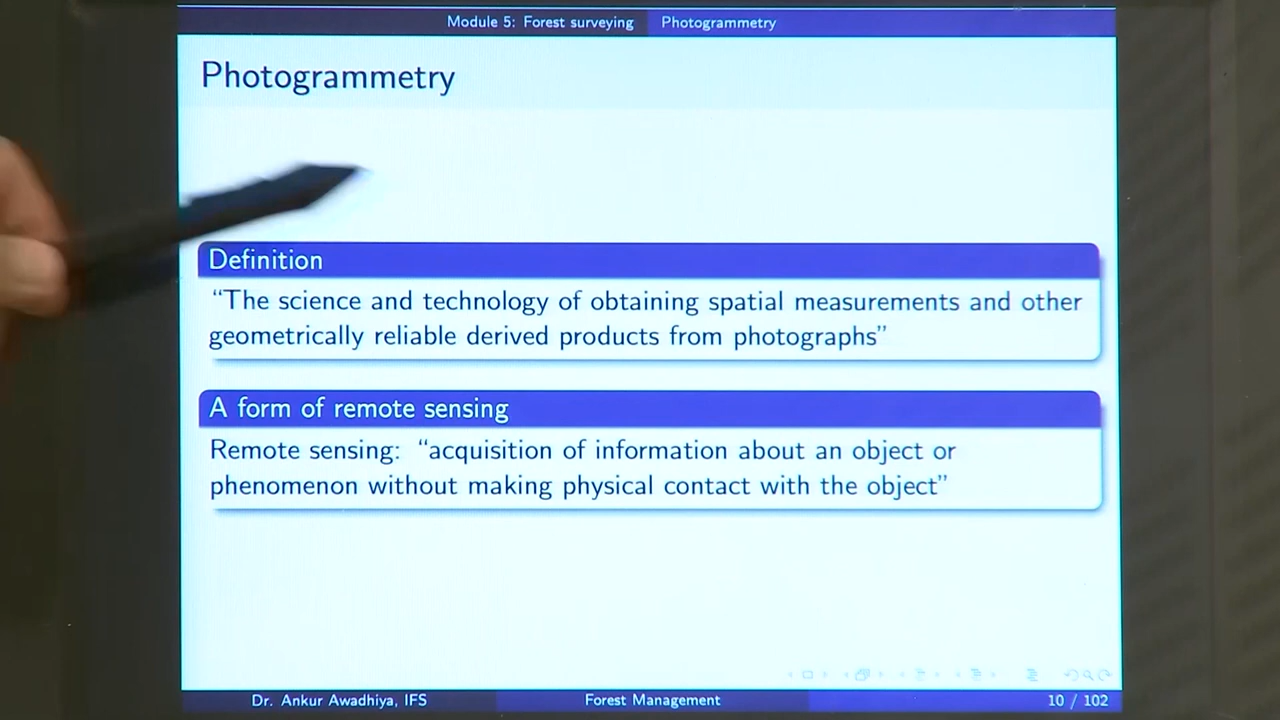 Module 5: Forest surveying Photogrammetry
Photogrammetry
Definition
“The science and technology of obtaining spatial measurements and other
geometrically reliable derived products from photographs”
A form of remote sensing
Remote sensing: “acquisition of information about an object or
phenomenon without making physical contact with the object”
Dr. Ankur Awadhiya, IFS Forest Management 10 / 102